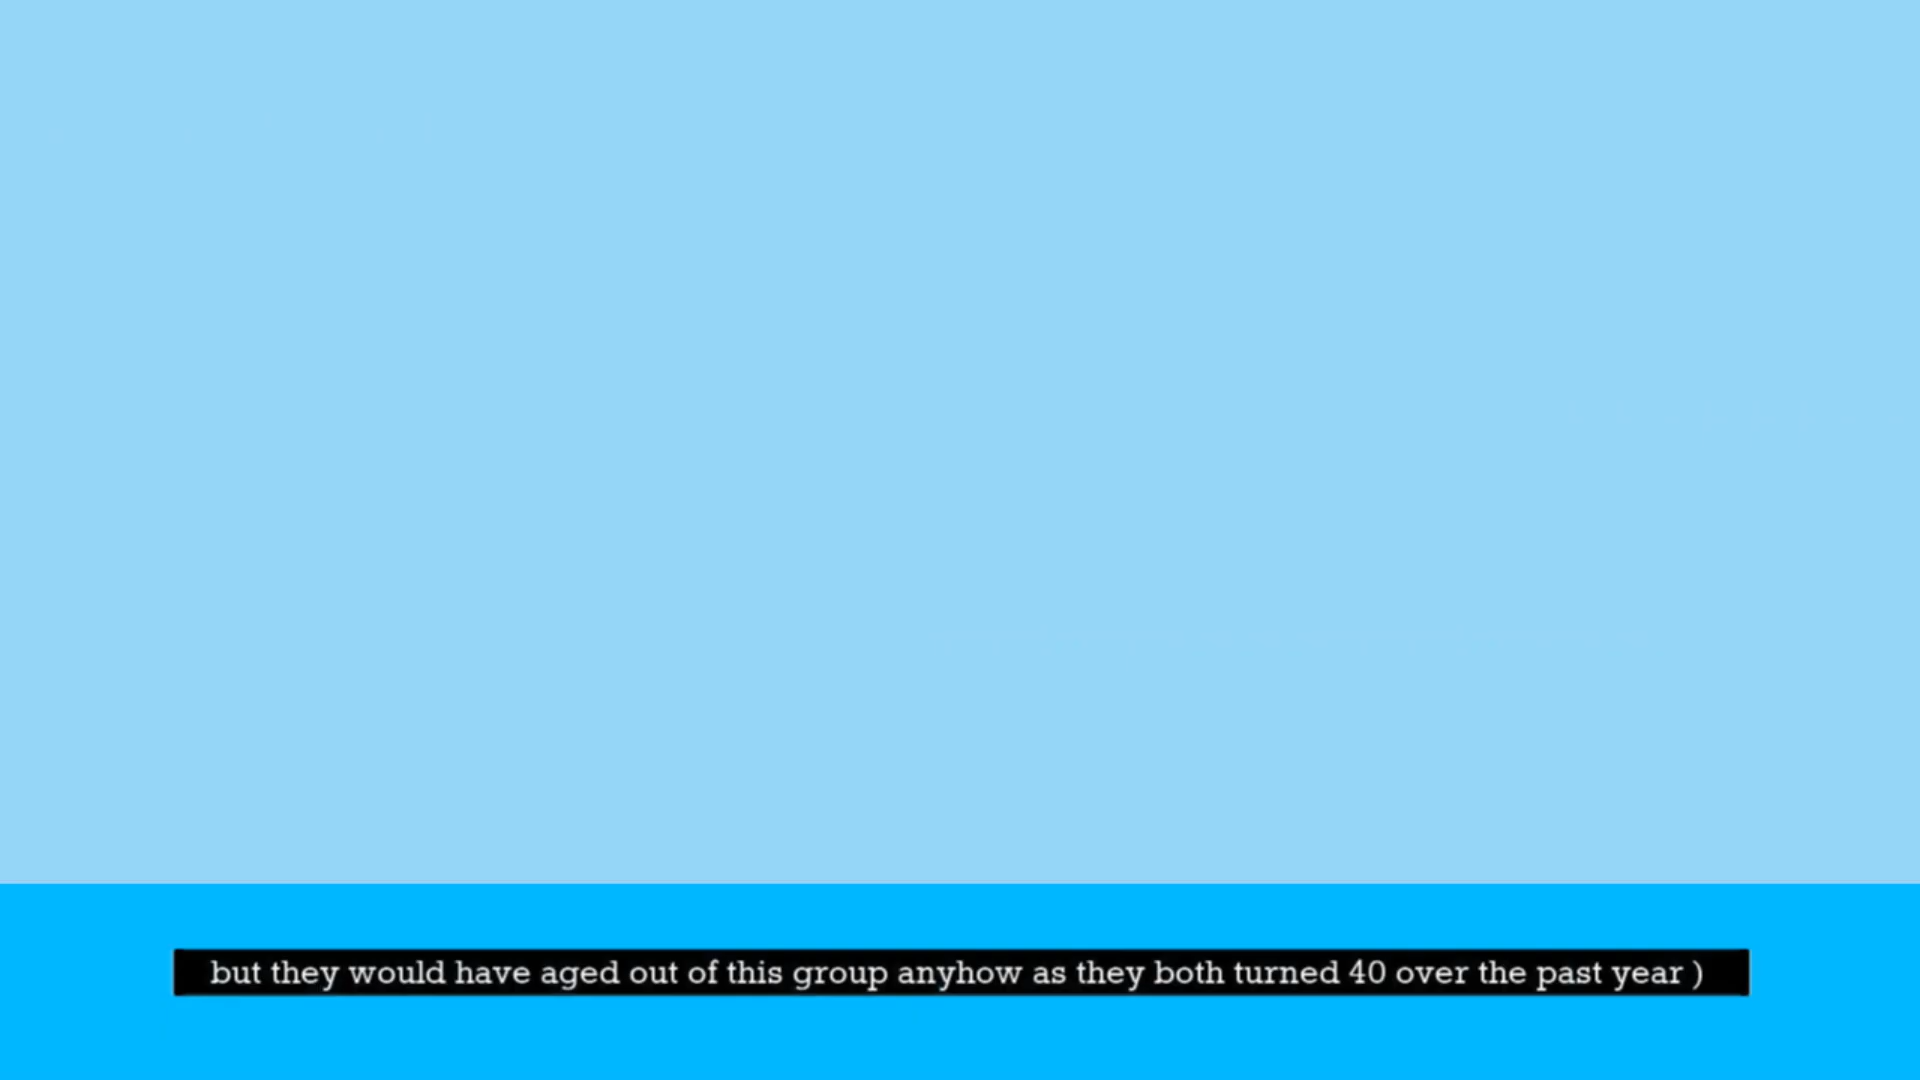 but they would have aged out of this group anyhow as they both turned 40 over the past year )